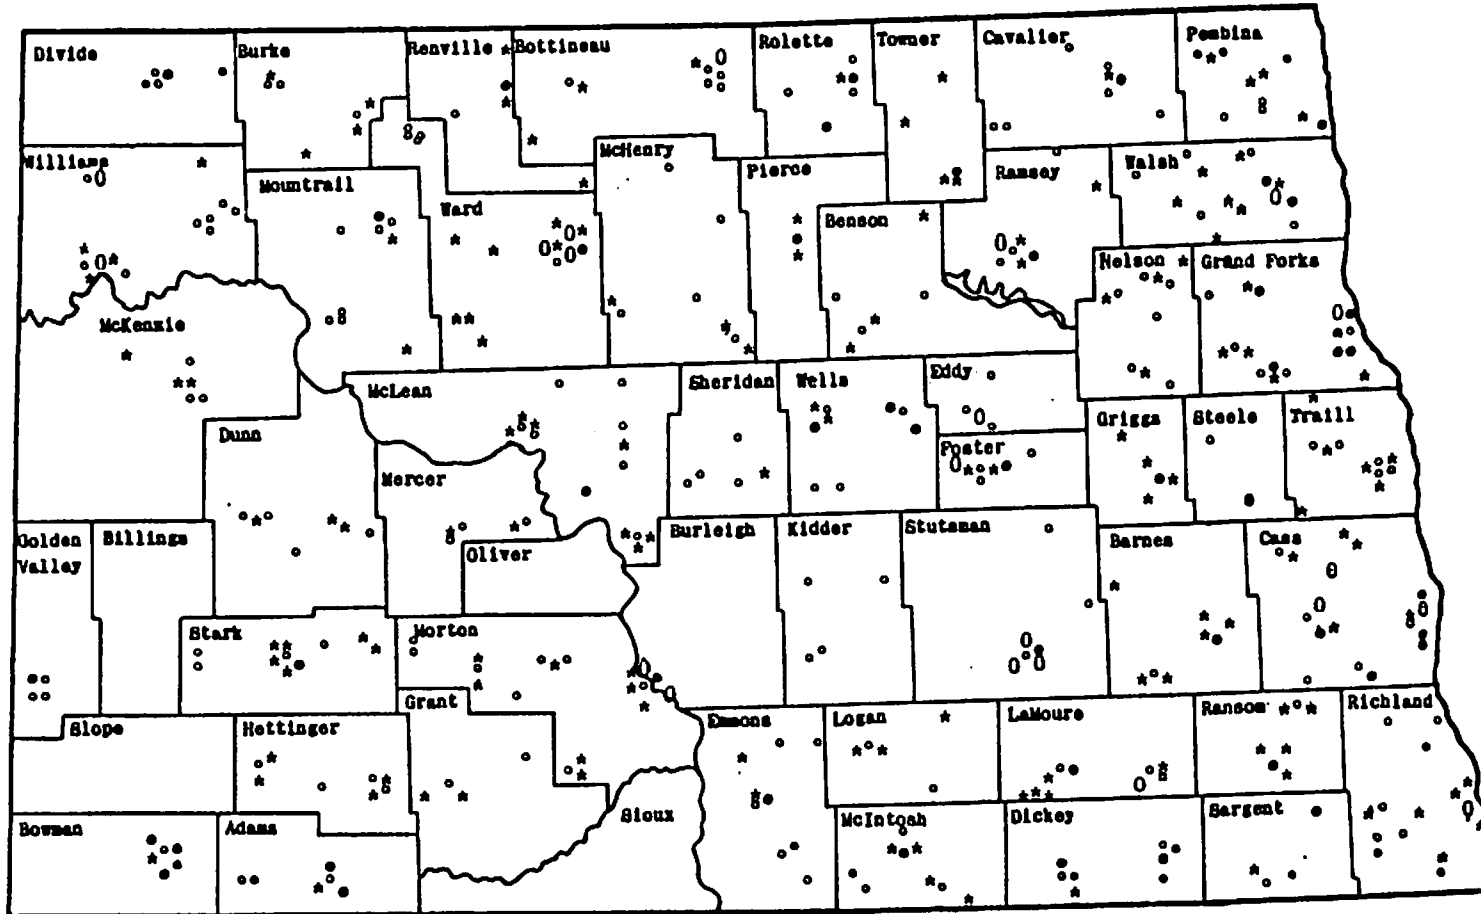 Divide
Burke
Renville
Bottineau
Rolette
Towner
Cavalier
Pembina
Williams
Mountrail
Ward
McHenry
Pierce
Benson
Ramsey
Walsh
Nelson
Grand Forks
McKenzie
McLean
Sheridan
Wells
Eddy
Foster
Griggs
Steele
Traill
Dunn
Mercer
Oliver
Burleigh
Kidder
Stutsman
Barnes
Cass
Golden
Valley
Billings
Stark
Morton
Grant
Slope
Hettinger
Emmons
Logan
LaMoure
Ransom
Richland
Bowman
Adams
Sioux
McIntosh
Dickey
Sargent